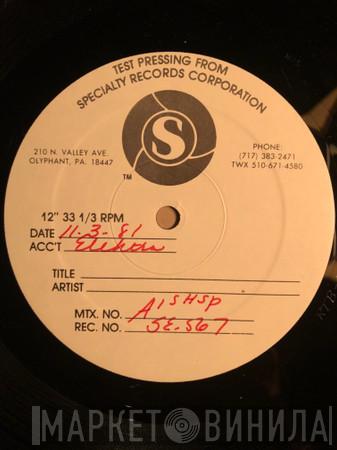 TEST PRESSING FROM
SPECIALTY RECORDS CORPORATION
S
210 N. VALLEY AVE.
OLYPHANT, PA. 18447
PHONE:
(717) 383-2471
TWX 510-671-4580
TM
12" 33 1/3 RPM
DATE 11-3-81
ACC'T Elektra
TITLE
ARTIST
MTX. NO. A1SHSP
REC. NO. 5E-567
МАРКЕТ ВИНИЛА